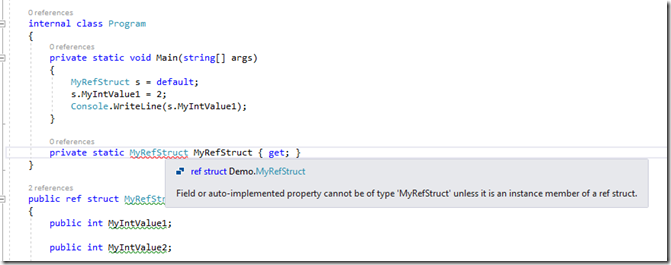 0 references
internal class Program
{
0 references
private static void Main(string[] args)
{
MyRefStruct s = default;
s.MyIntValue1 = 2;
Console.WriteLine(s.MyIntValue1);
}
0 references
private static MyRefStruct MyRefStruct { get; }
}
ref struct Demo.MyRefStruct
Field or auto-implemented property cannot be of type 'MyRefStruct' unless it is an instance member of a ref struct.
2 references
public ref struct MyRefStr
{
public int MyIntValue1;
public int MyIntValue2;